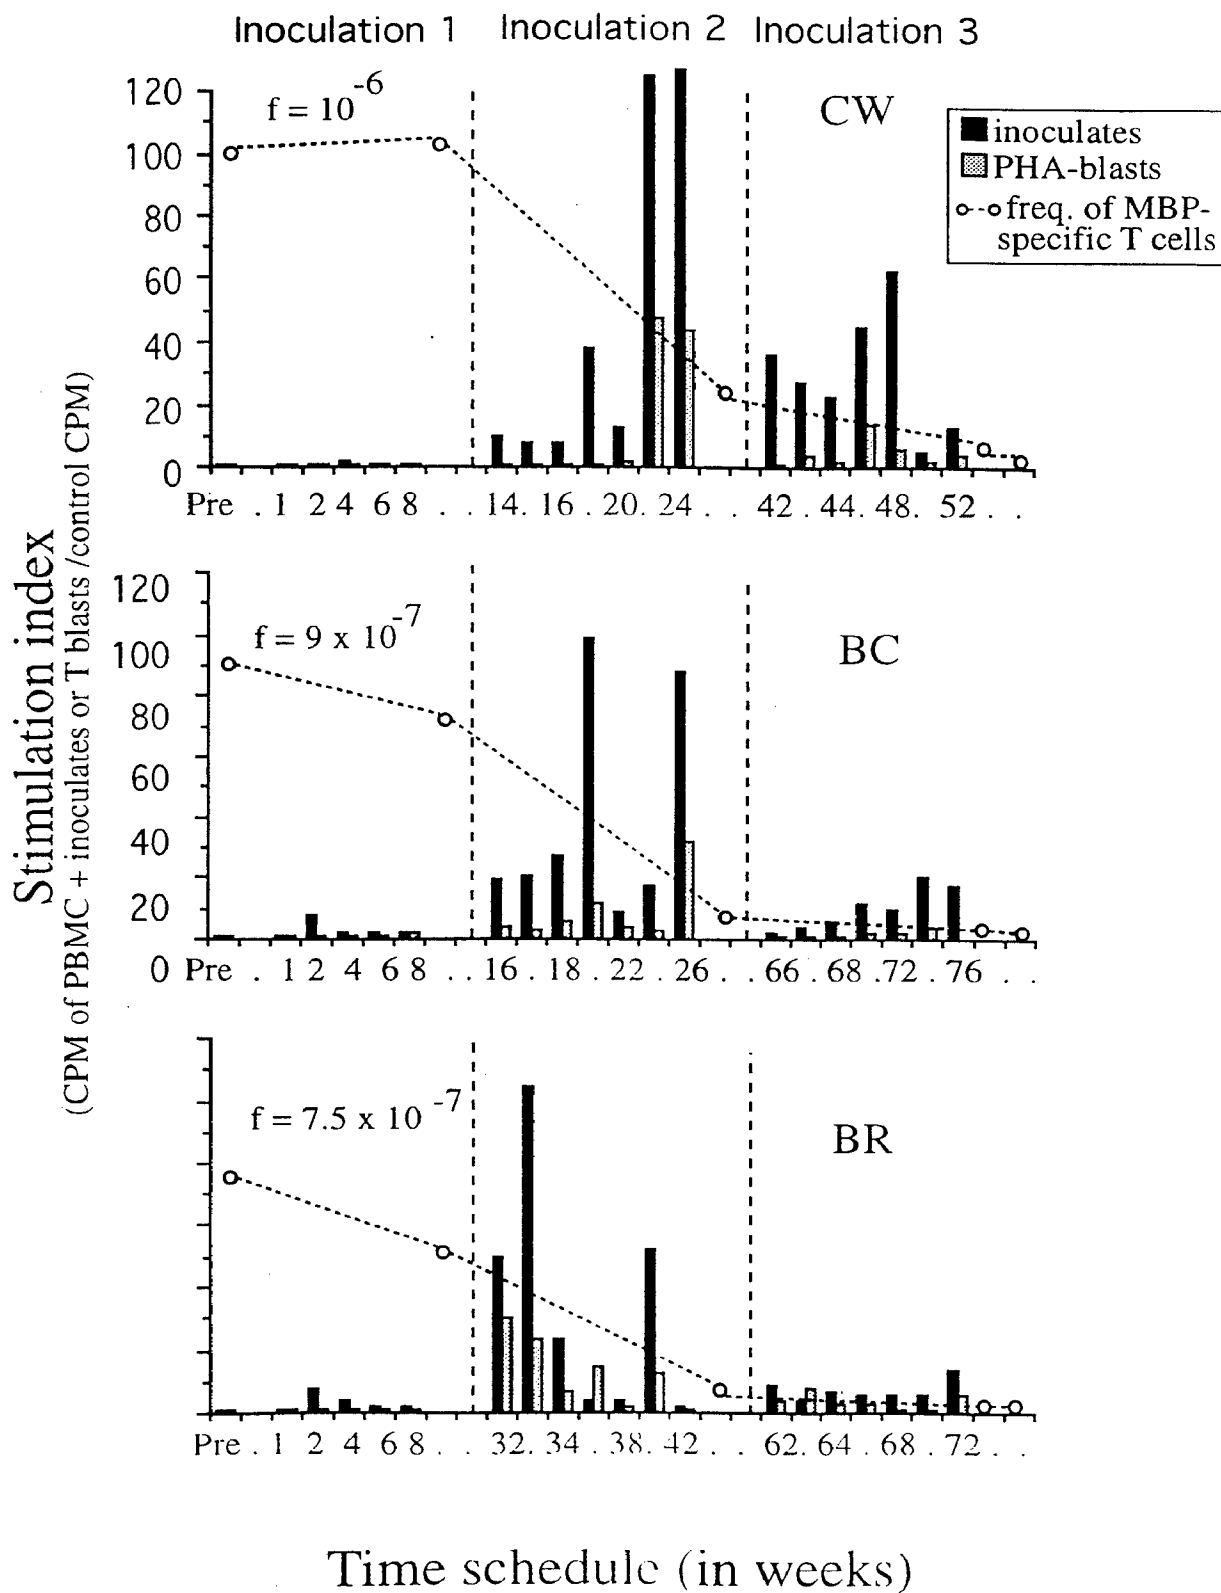 Inoculation 1 Inoculation 2 Inoculation 3
120
100
80
60
40
20
0
f = 10^-6
CW
inoculates
PHA-blasts
freq. of MBP-
specific T cells
Pre . 1 2 4 6 8 . . 14. 16 . 20. 24 . . 42 . 44. 48. 52 . .
Stimulation index
(CPM of PBMC + inoculates or T blasts /control CPM)
120
100
80
60
40
20
0
f = 9 x 10^-7
BC
Pre . 1 2 4 6 8 . . 16 . 18 . 22 . 26 . . 66 . 68 . 72 . 76 . .
f = 7.5 x 10^-7
BR
Pre . 1 2 4 6 8 . . 32. 34 . 38. 42 . . 62. 64 . 68 . 72. . .
Time schedule (in weeks)